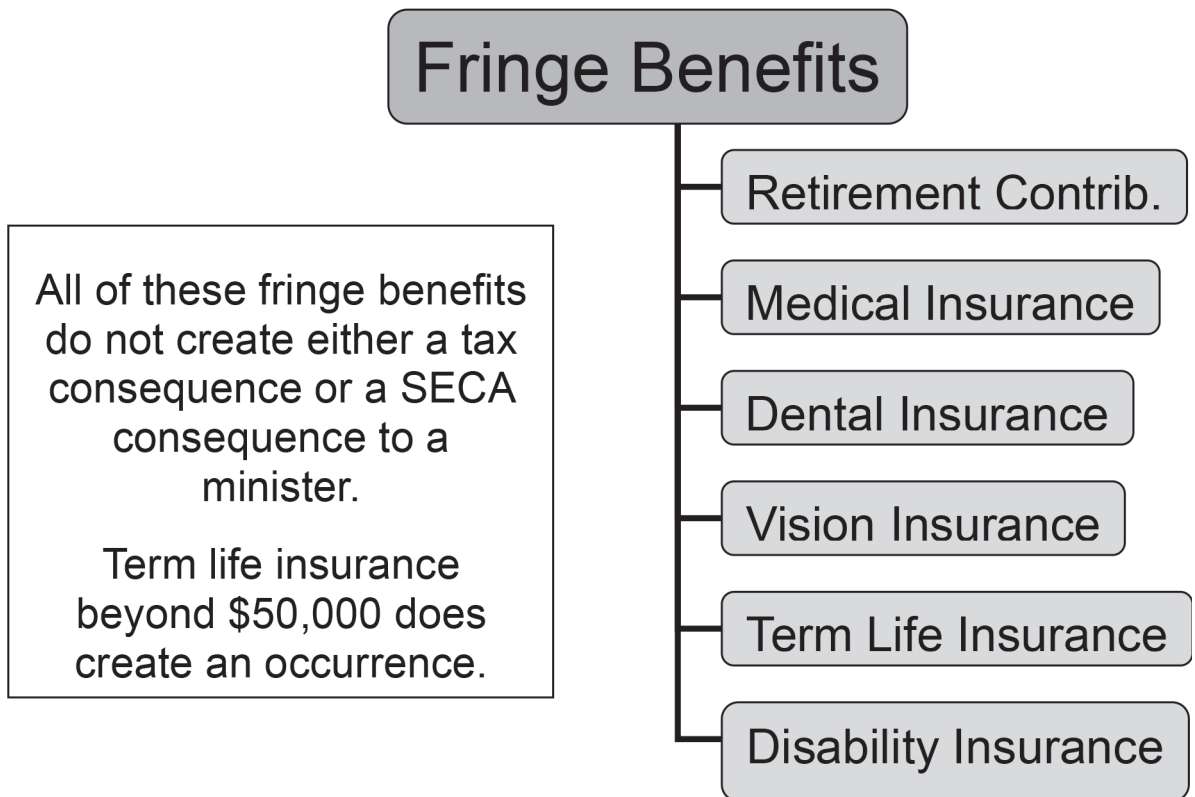 Fringe Benefits
Retirement Contrib.
Medical Insurance
Dental Insurance
Vision Insurance
Term Life Insurance
Disability Insurance
All of these fringe benefits
do not create either a tax
consequence or a SECA
consequence to a
minister.
Term life insurance
beyond $50,000 does
create an occurrence.